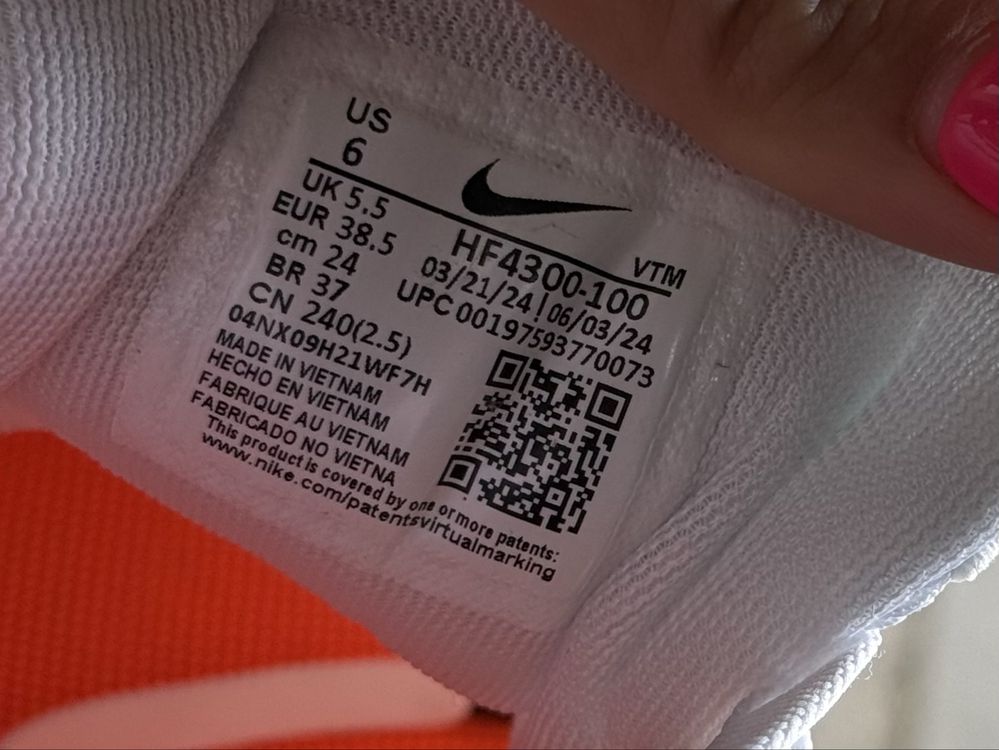 US
6
UK 5.5
EUR 38.5
cm 24
BR 37
CN 240(2.5)
04NX09H21WF7H
MADE IN VIETNAM
HECHO EN VIETNAM
FABRIQUE AU VIETNAM
FABRICADO NO VIETNA
This product is covered by one or more patents:
www.nike.com/patentsvirtualmarking
VTM
HF4300-100
03/21/24 | 06/03/24
UPC 00197593770073